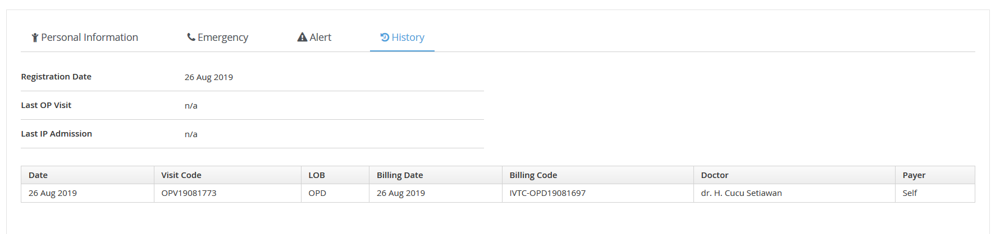 Personal Information Emergency Alert History
Registration Date 26 Aug 2019
Last OP Visit n/a
Last IP Admission n/a
Date Visit Code LOB Billing Date Billing Code Doctor Payer
26 Aug 2019 OPV19081773 OPD 26 Aug 2019 IVTC-OPD19081697 dr. H. Cucu Setiawan Self